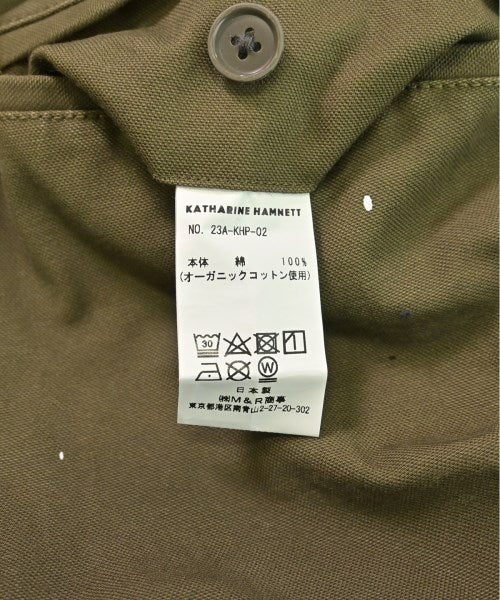 KATHARINE HAMNETT
NO. 23A-KHP-02
本体 綿 100%
(オーガニックコットン使用)
30
W
日本製
㈱M&R商事
東京都港区南青山2-27-20-302